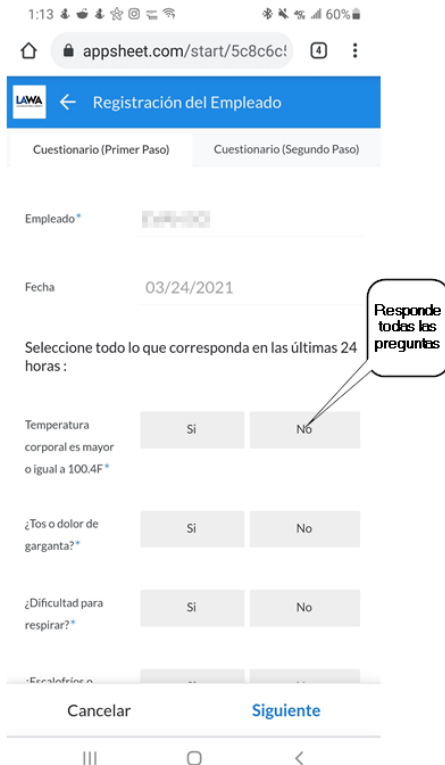 1:13
60%
appsheet.com/start/5c8c6c!
4
LAWA
Registración del Empleado
Cuestionario (Primer Paso)
Cuestionario (Segundo Paso)
Empleado*
Fecha
03/24/2021
Responde
todas las
preguntas
Seleccione todo lo que corresponda en las últimas 24
horas :
Temperatura
corporal es mayor
o igual a 100.4F*
Si
No
¿Tos o dolor de
garganta?*
Si
No
¿Dificultad para
respirar?*
Si
No
¿Escalofríos o
Cancelar
Siguiente